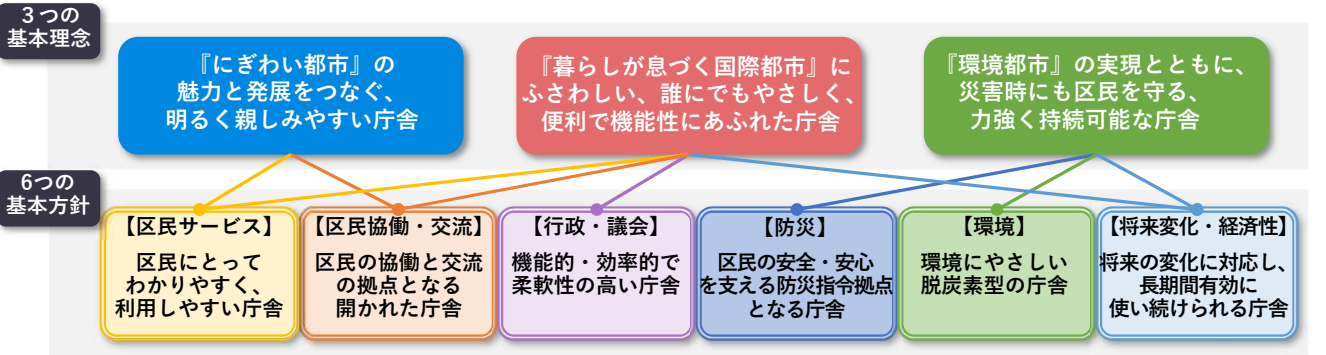 ３つの
基本理念
『にぎわい都市』の
魅力と発展をつなぐ、
明るく親しみやすい庁舎
『暮らしが息づく国際都市』に
ふさわしい、誰にでもやさしく、
便利で機能性にあふれた庁舎
『環境都市』の実現とともに、
災害時にも区民を守る、
力強く持続可能な庁舎
6つの
基本方針
【区民サービス】
区民にとって
わかりやすく、
利用しやすい庁舎
【区民協働・交流】
区民の協働と交流
の拠点となる
開かれた庁舎
【行政・議会】
機能的・効率的で
柔軟性の高い庁舎
【防災】
区民の安全・安心
を支える防災指令拠点
となる庁舎
【環境】
環境にやさしい
脱炭素型の庁舎
【将来変化・経済性】
将来の変化に対応し、
長期間有効に
使い続けられる庁舎